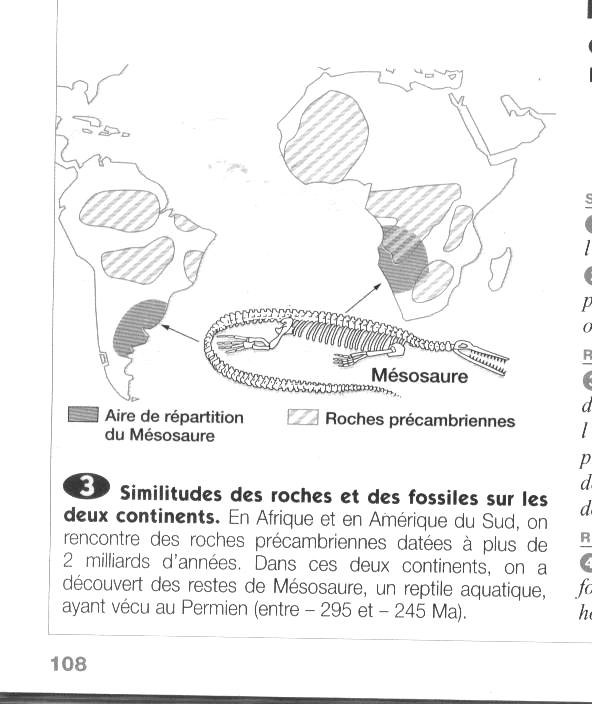 Mésosaure
Aire de répartition
du Mésosaure
Roches précambriennes
3 Similitudes des roches et des fossiles sur les
deux continents. En Afrique et en Amérique du Sud, on
rencontre des roches précambriennes datées à plus de
2 milliards d'années. Dans ces deux continents, on a
découvert des restes de Mésosaure, un reptile aquatique,
ayant vécu au Permien (entre – 295 et – 245 Ma).
108